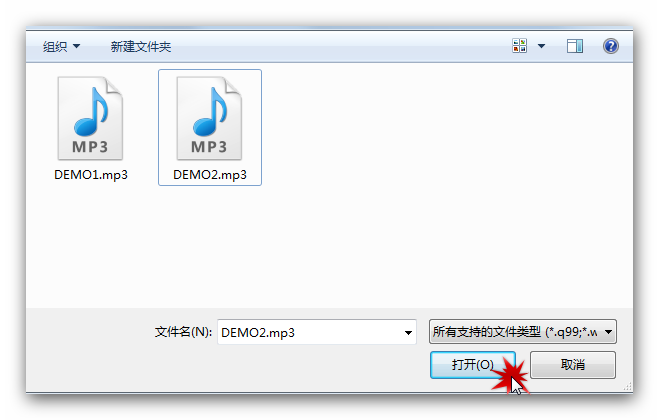 组织 新建文件夹
MP3 MP3
DEMO1.mp3 DEMO2.mp3
文件名(N): DEMO2.mp3 所有支持的文件类型 (*.q99;*.w
打开(O) 取消